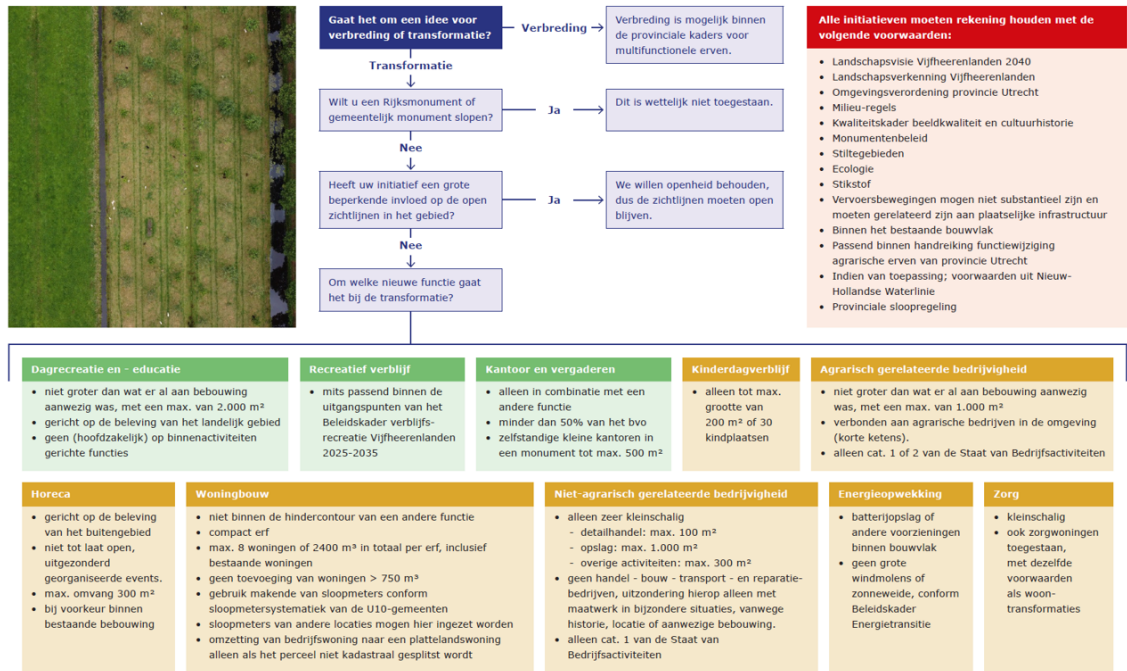 Gaat het om een idee voor
verbreding of transformatie?
Verbreding
Verbreding is mogelijk binnen
de provinciale kaders voor
multifunctionele erven.
Transformatie
Wilt u een Rijksmonument of
gemeentelijk monument slopen?
Ja
Dit is wettelijk niet toegestaan.
Nee
Heeft uw initiatief een grote
beperkende invloed op de open
zichtlijnen in het gebied?
Ja
We willen openheid behouden,
dus de zichtlijnen moeten open
blijven.
Nee
Om welke nieuwe functie gaat
het bij de transformatie?
Alle initiatieven moeten rekening houden met de
volgende voorwaarden:
• Landschapsvisie Vijfheerenlanden 2040
• Landschapsverkenning Vijfheerenlanden
• Omgevingsverordening provincie Utrecht
• Milieu-regels
• Kwaliteitskader beeldkwaliteit en cultuurhistorie
• Monumentenbeleid
• Stiltegebieden
• Ecologie
• Stikstof
• Vervoersbewegingen mogen niet substantieel zijn en
moeten gerelateerd zijn aan plaatselijke infrastructuur
• Binnen het bestaande bouwvlak
• Passend binnen handreiking functiewijziging
agrarische erven van provincie Utrecht
• Indien van toepassing; voorwaarden uit Nieuw-
Hollandse Waterlinie
• Provinciale sloopregeling
Dagrecreatie en - educatie
• niet groter dan wat er al aan bebouwing
aanwezig was, met een max. van 2.000 m²
• gericht op de beleving van het landelijk gebied
• geen (hoofdzakelijk) op binnenactiviteiten
gerichte functies
Recreatief verblijf
• mits passend binnen de
uitgangspunten van het
Beleidskader verblijfs-
recreatie Vijfheerenlanden
2025-2035
Kantoor en vergaderen
• alleen in combinatie met een
andere functie
• minder dan 50% van het bvo
• zelfstandige kleine kantoren in
een monument tot max. 500 m²
Kinderdagverblijf
• alleen tot max.
grootte van
200 m² of 30
kindplaatsen
Agrarisch gerelateerde bedrijvigheid
• niet groter dan wat er al aan bebouwing aanwezig
was, met een max. van 1.000 m²
• verbonden aan agrarische bedrijven in de omgeving
(korte ketens).
• alleen cat. 1 of 2 van de Staat van Bedrijfsactiviteiten
Horeca
• gericht op de beleving
van het buitengebied
• niet tot laat open,
uitgezonderd
georganiseerde events.
• max. omvang 300 m²
• bij voorkeur binnen
bestaande bebouwing
Woningbouw
• niet binnen de hindercontour van een andere functie
• compact erf
• max. 8 woningen of 2400 m³ in totaal per erf, inclusief
bestaande woningen
• geen toevoeging van woningen > 750 m³
• gebruik makende van sloopmeters conform
sloopmetersystematiek van de U10-gemeenten
• sloopmeters van andere locaties mogen hier ingezet worden
• omzetting van bedrijfswoning naar een plattelandswoning
alleen als het perceel niet kadastraal gesplitst wordt
Niet-agrarisch gerelateerde bedrijvigheid
• alleen zeer kleinschalig
- detailhandel: max. 100 m²
- opslag: max. 1.000 m²
- overige activiteiten: max. 300 m²
• geen handel - bouw - transport - en reparatie-
bedrijven, uitzondering hierop alleen met
maatwerk in bijzondere situaties, vanwege
historie, locatie of aanwezige bebouwing.
• alleen cat. 1 van de Staat van
Bedrijfsactiviteiten
Energieopwekking
• batterijopslag of
andere voorzieningen
binnen bouwvlak
• geen grote
windmolens of
zonneweide, conform
Beleidskader
Energietransitie
Zorg
• kleinschalig
• ook zorgwoningen
toegestaan,
met dezelfde
voorwaarden
als woon-
transformaties